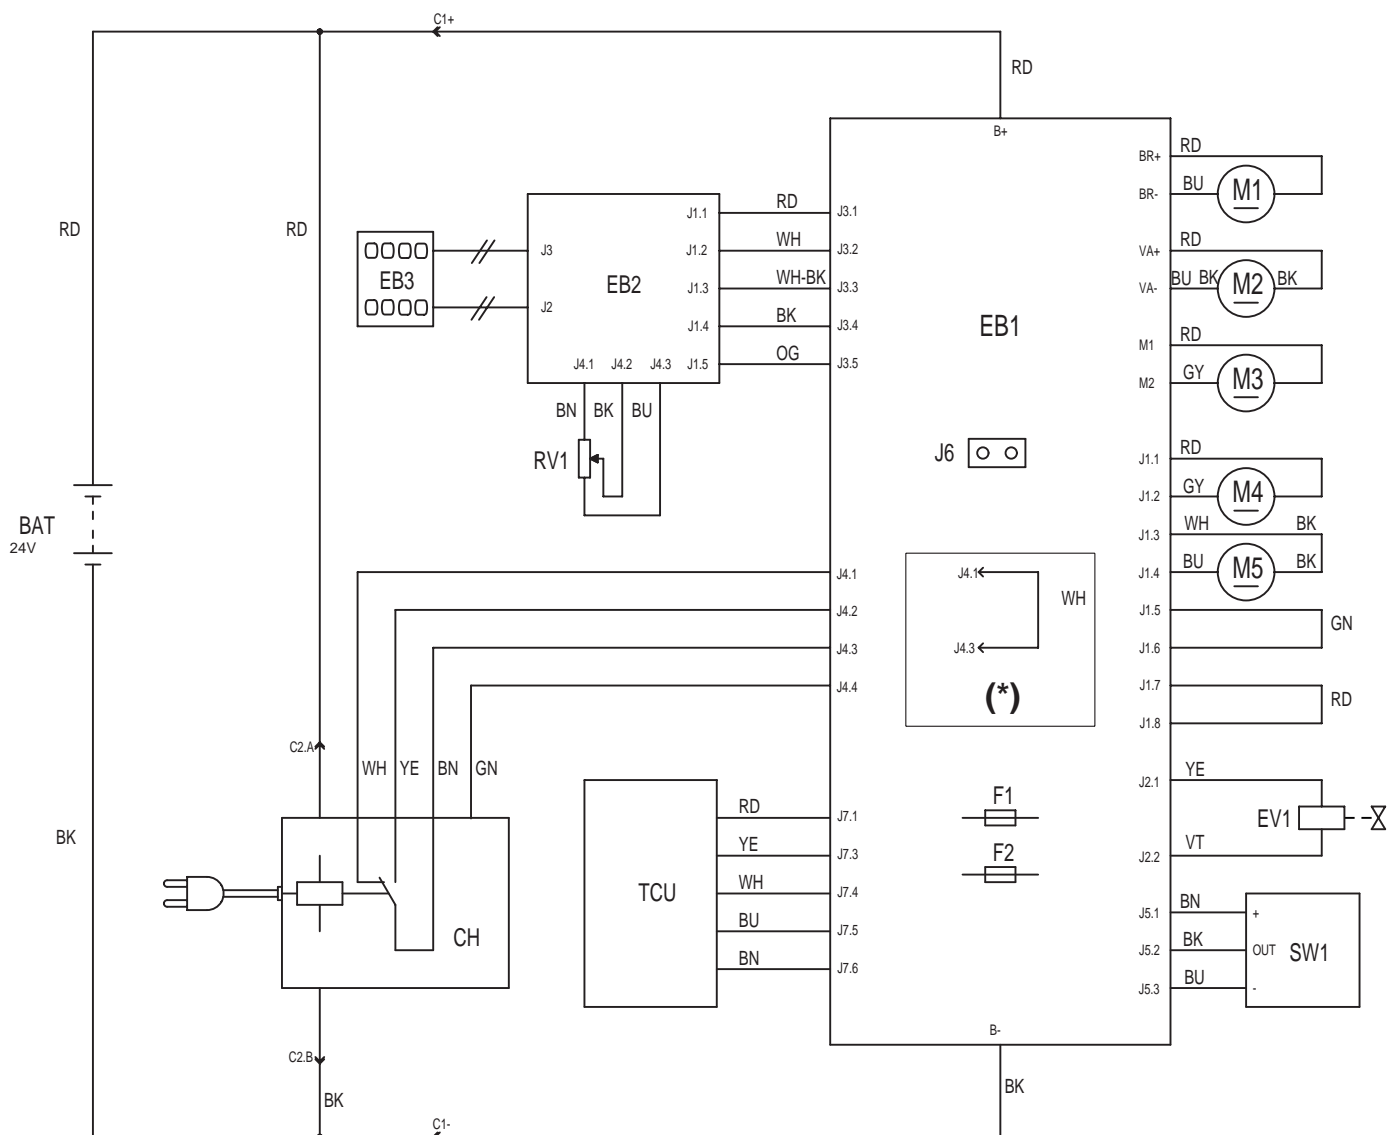 C1+
RD
B+
BR+ RD
BR- BU M1
RD RD
J1.1 RD J3.1
J1.2 WH J3.2
VA+ RD
J3
EB3
EB2
J1.3 WH-BK J3.3
VA- BU BK M2 BK
J2
J1.4 BK J3.4
EB1
M1 RD
J4.1 J4.2 J4.3 J1.5 OG J3.5
M2 GY M3
BN BK BU
RV1
J6
J1.1 RD
J1.2 GY M4
BAT
24V
J1.3 WH BK
J4.1
J4.1
J1.4 BU M5 BK
WH
J4.2
J1.5
GN
J4.3
J4.3
J1.6
J4.4
(*)
J1.7
RD
J1.8
C2.A
WH YE BN GN
J2.1 YE
RD J7.1
F1
EV1
BK
YE J7.3
F2
J2.2 VT
TCU
WH J7.4
J5.1 BN +
CH
BU J7.5
J5.2 BK OUT SW1
BN J7.6
J5.3 BU -
B-
C2.B
BK
BK
C1-